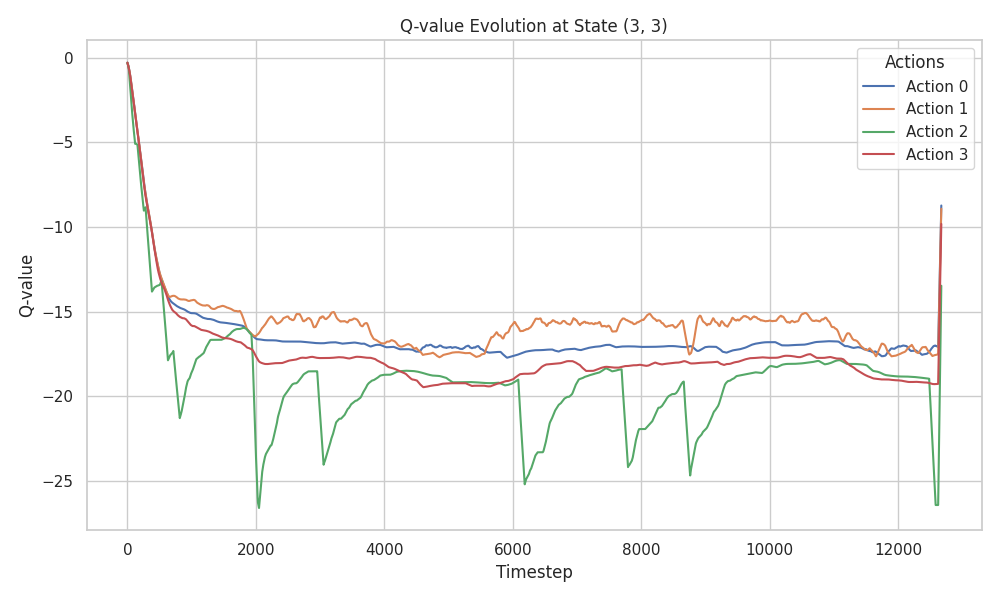 Q-value Evolution at State (3, 3)
Q-value
0
−5
−10
−15
−20
−25
Actions
Action 0
Action 1
Action 2
Action 3
0 2000 4000 6000 8000 10000 12000
Timestep